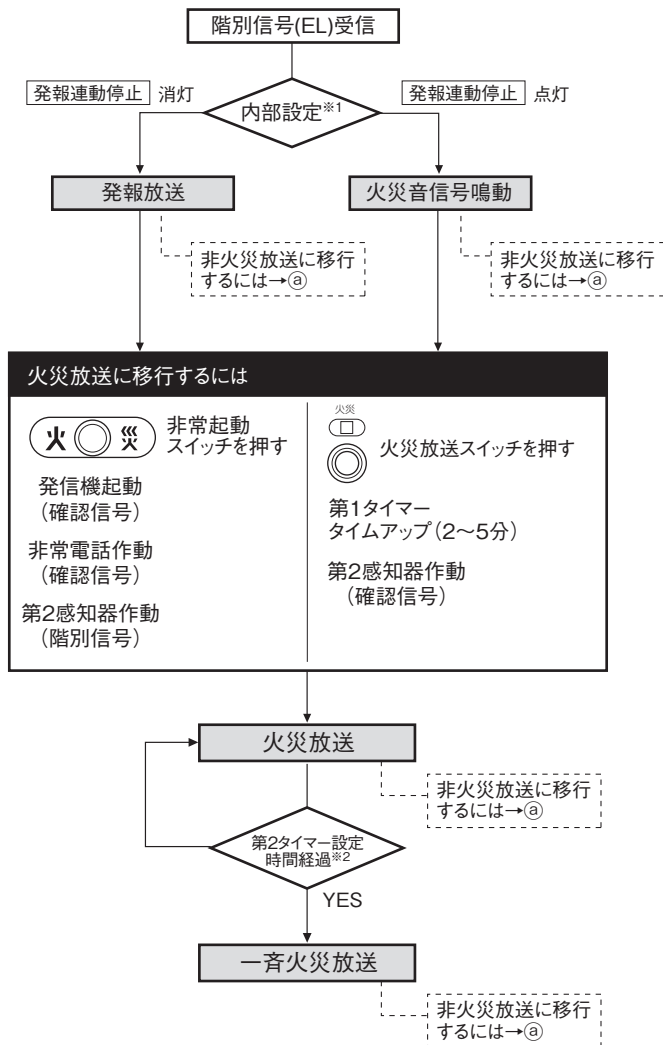 階別信号(EL)受信
発報連動停止 消灯
発報連動停止 点灯
内部設定※1
発報放送
火災音信号鳴動
非火災放送に移行
するには→ⓐ
非火災放送に移行
するには→ⓐ
火災放送に移行するには
火 災
非常起動
スイッチを押す
発信機起動
(確認信号)
非常電話作動
(確認信号)
第2感知器作動
(階別信号)
火災
火災放送スイッチを押す
第1タイマー
タイムアップ(2〜5分)
第2感知器作動
(確認信号)
火災放送
非火災放送に移行
するには→ⓐ
第2タイマー設定
時間経過※2
YES
一斉火災放送
非火災放送に移行
するには→ⓐ